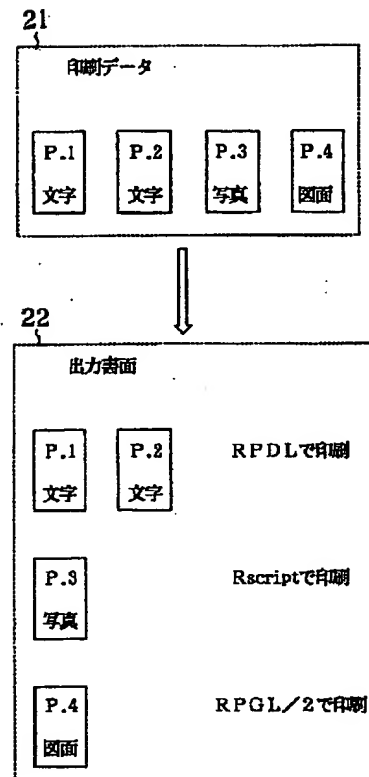 21
印刷データ
P.1 P.2 P.3 P.4
文字 文字 写真 図面
22
出力書面
P.1 P.2 RPDLで印刷
文字 文字
P.3 Rscriptで印刷
写真
P.4 RPGL/2で印刷
図面